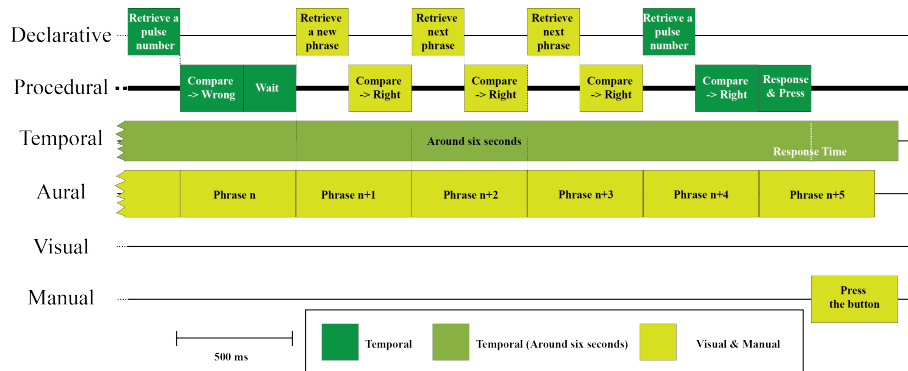 Declarative
Retrieve a
pulse
number
Retrieve
a new
phrase
Retrieve
next
phrase
Retrieve
next
phrase
Retrieve a
pulse
number
Procedural
Compare
-> Wrong
Wait
Compare
-> Right
Compare
-> Right
Compare
-> Right
Compare
-> Right
Response
& Press
Temporal
Around six seconds
Response Time
Aural
Phrase n
Phrase n+1
Phrase n+2
Phrase n+3
Phrase n+4
Phrase n+5
Visual
Manual
Press
the button
500 ms
Temporal
Temporal (Around six seconds)
Visual & Manual